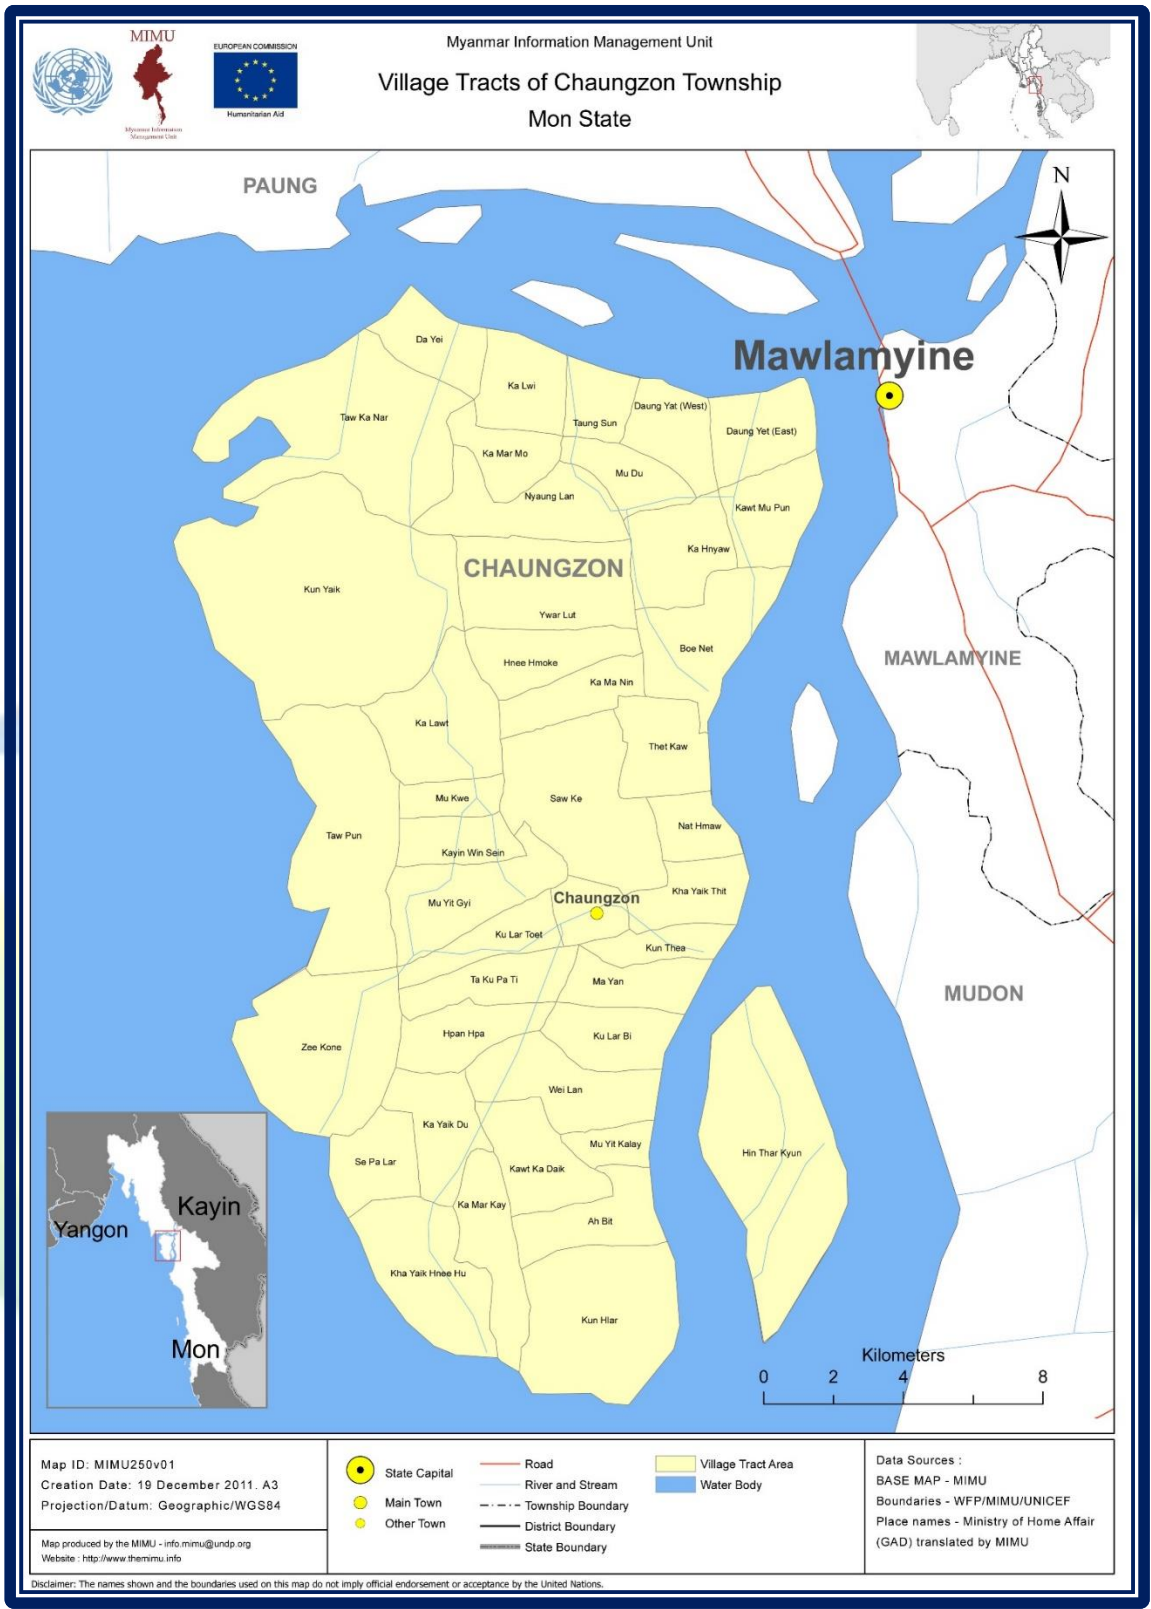 MIMU
Myanmar Information
Management Unit
EUROPEAN COMMISSION
Humanitarian Aid
Myanmar Information Management Unit
Village Tracts of Chaungzon Township
Mon State
PAUNG
N
Da Yei
Mawlamyine
Ka Lwi
Taw Ka Nar
Daung Yat (West)
Taung Sun
Daung Yet (East)
Ka Mar Mo
Mu Du
Nyaung Lan
Kawt Mu Pun
Ka Hnyaw
CHAUNGZON
Kun Yaik
Ywar Lut
Boe Net
MAWLAMYINE
Hnee Hmoke
Ka Ma Nin
Ka Lawt
Thet Kaw
Mu Kwe
Saw Ke
Nat Hmaw
Taw Pun
Kayin Win Sein
Kha Yaik Thit
Chaungzon
Mu Yit Gyi
Ku Lar Toet
Kun Thea
Ta Ku Pa Ti
Ma Yan
MUDON
Hpan Hpa
Ku Lar Bi
Zee Kone
Wei Lan
Ka Yaik Du
Mu Yit Kalay
Hin Thar Kyun
Se Pa Lar
Kawt Ka Daik
Ka Mar Kay
Ah Bit
Kha Yaik Hnee Hu
Kun Hlar
Kayin
Yangon
Mon
Kilometers
0 2 4 8
Map ID: MIMU250v01
Creation Date: 19 December 2011. A3
Projection/Datum: Geographic/WGS84
Map produced by the MIMU - info.mimu@undp.org
Website : http://www.themimu.info
State Capital
Main Town
Other Town
Road
River and Stream
Township Boundary
District Boundary
State Boundary
Village Tract Area
Water Body
Data Sources :
BASE MAP - MIMU
Boundaries - WFP/MIMU/UNICEF
Place names - Ministry of Home Affair
(GAD) translated by MIMU
Disclaimer: The names shown and the boundaries used on this map do not imply official endorsement or acceptance by the United Nations.